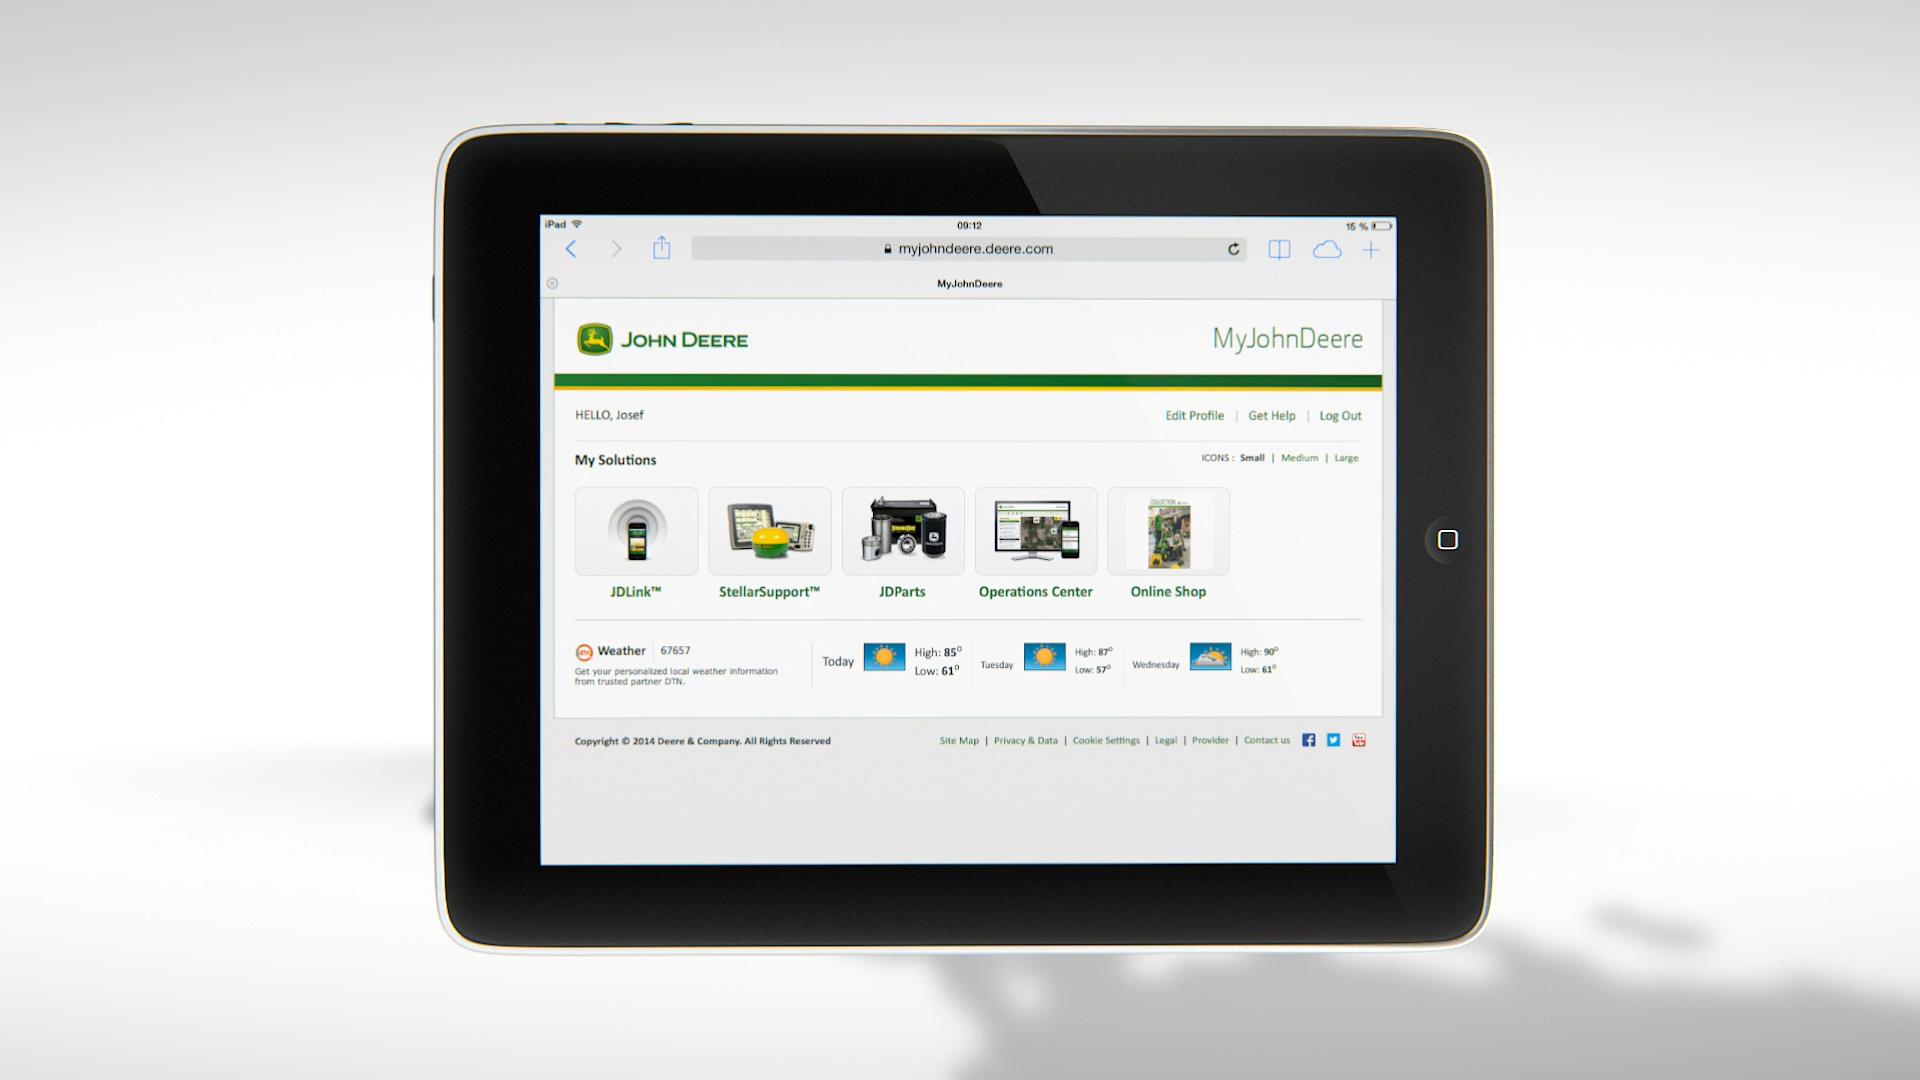 iPad 09:12 15 %
myjohndeere.deere.com
MyJohnDeere
JOHN DEERE MyJohnDeere
HELLO, Josef Edit Profile | Get Help | Log Out
My Solutions ICONS : Small | Medium | Large
COLLECTION
STRONGBOX
JDLink™ StellarSupport™ JDParts Operations Center Online Shop
dtn Weather 67657
Get your personalized local weather information
from trusted partner DTN.
Today High: 85° Low: 61°
Tuesday High: 87° Low: 57°
Wednesday High: 90° Low: 61°
Copyright © 2014 Deere & Company. All Rights Reserved Site Map | Privacy & Data | Cookie Settings | Legal | Provider | Contact us